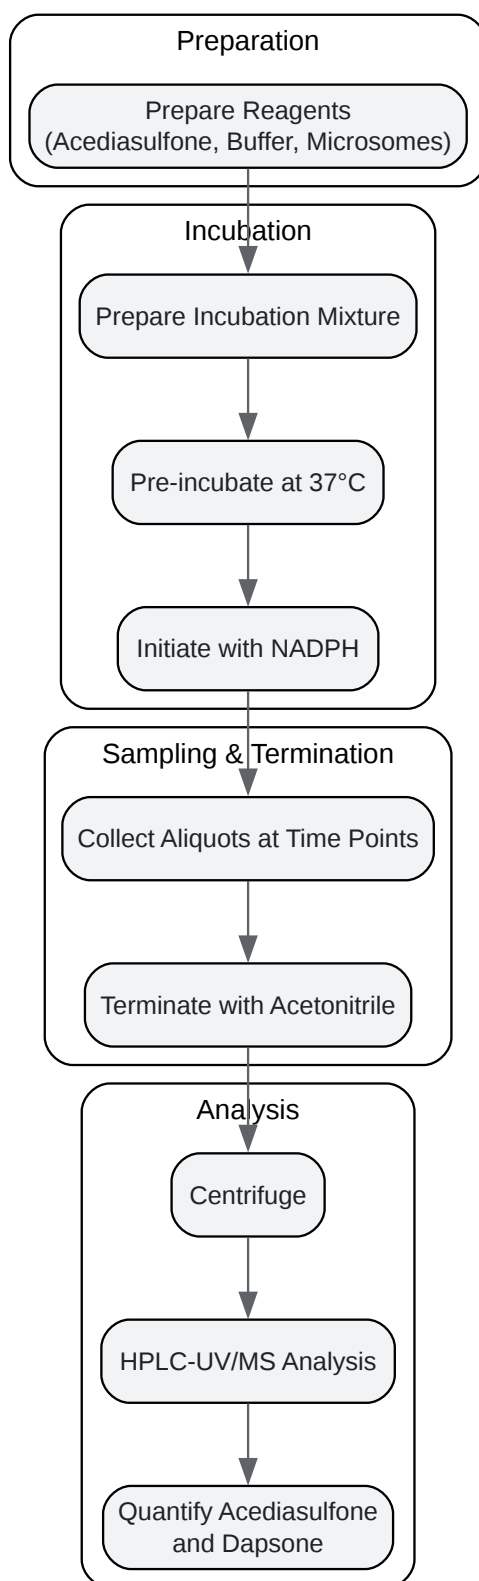 Preparation
Prepare Reagents
(Acediasulfone, Buffer, Microsomes)
Incubation
Prepare Incubation Mixture
Pre-incubate at 37°C
Initiate with NADPH
Sampling & Termination
Collect Aliquots at Time Points
Terminate with Acetonitrile
Analysis
Centrifuge
HPLC-UV/MS Analysis
Quantify Acediasulfone
and Dapsone